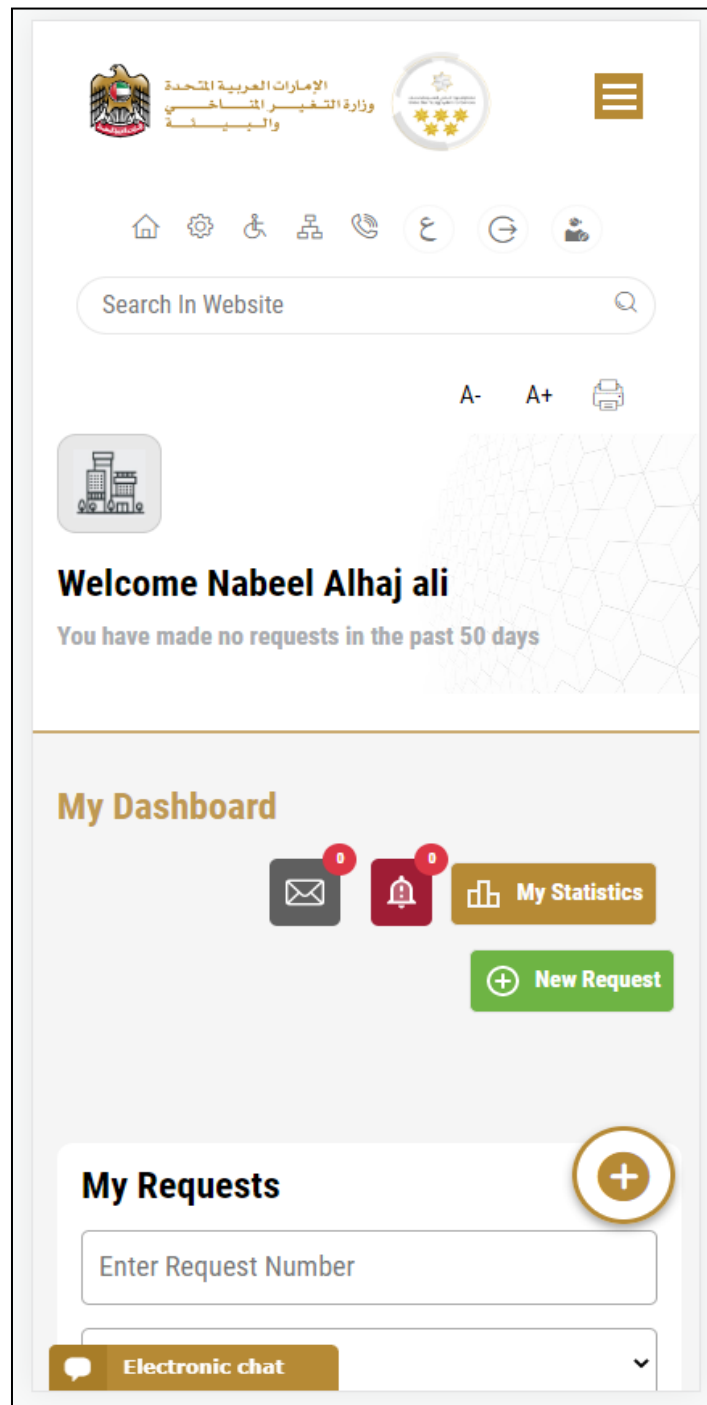 الإمارات العربية المتحدة
وزارة التغيير المناخي
والبيئة
ع
Search In Website
A- A+
Welcome Nabeel Alhaj ali
You have made no requests in the past 50 days
My Dashboard
0 0
My Statistics
New Request
My Requests
Enter Request Number
Electronic chat